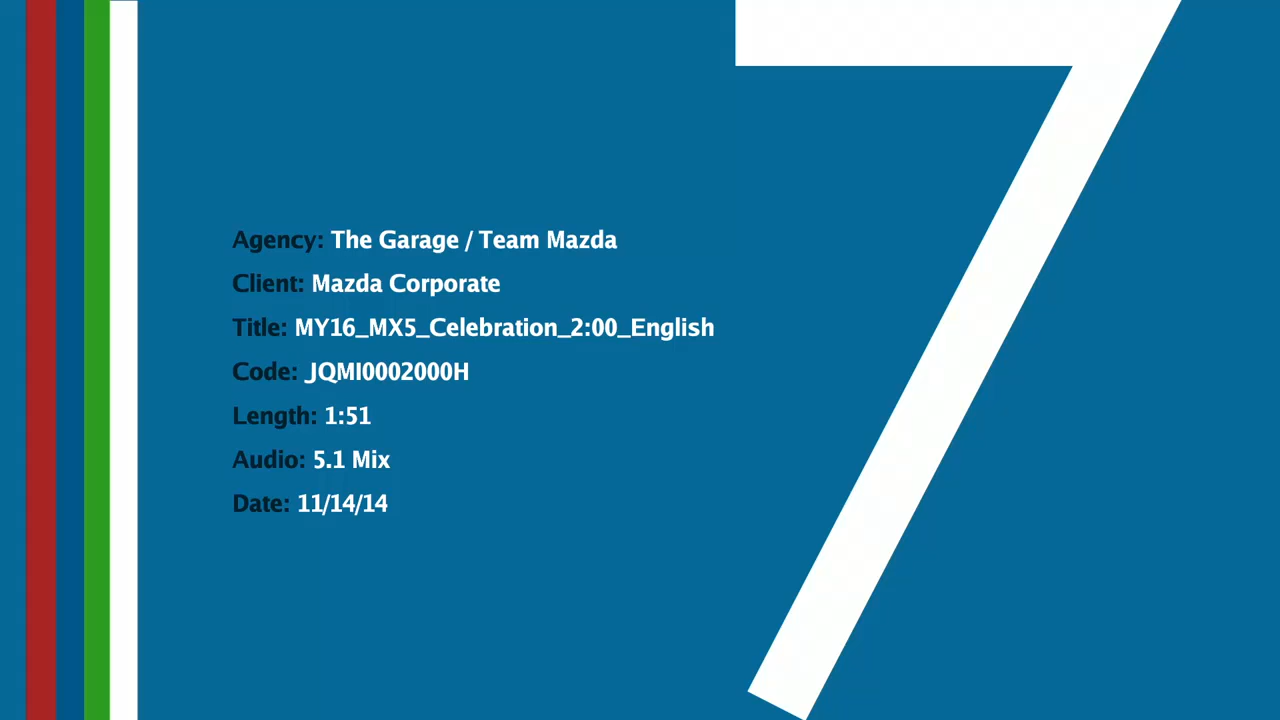 7
Agency: The Garage / Team Mazda
Client: Mazda Corporate
Title: MY16_MX5_Celebration_2:00_English
Code: JQMI0002000H
Length: 1:51
Audio: 5.1 Mix
Date: 11/14/14